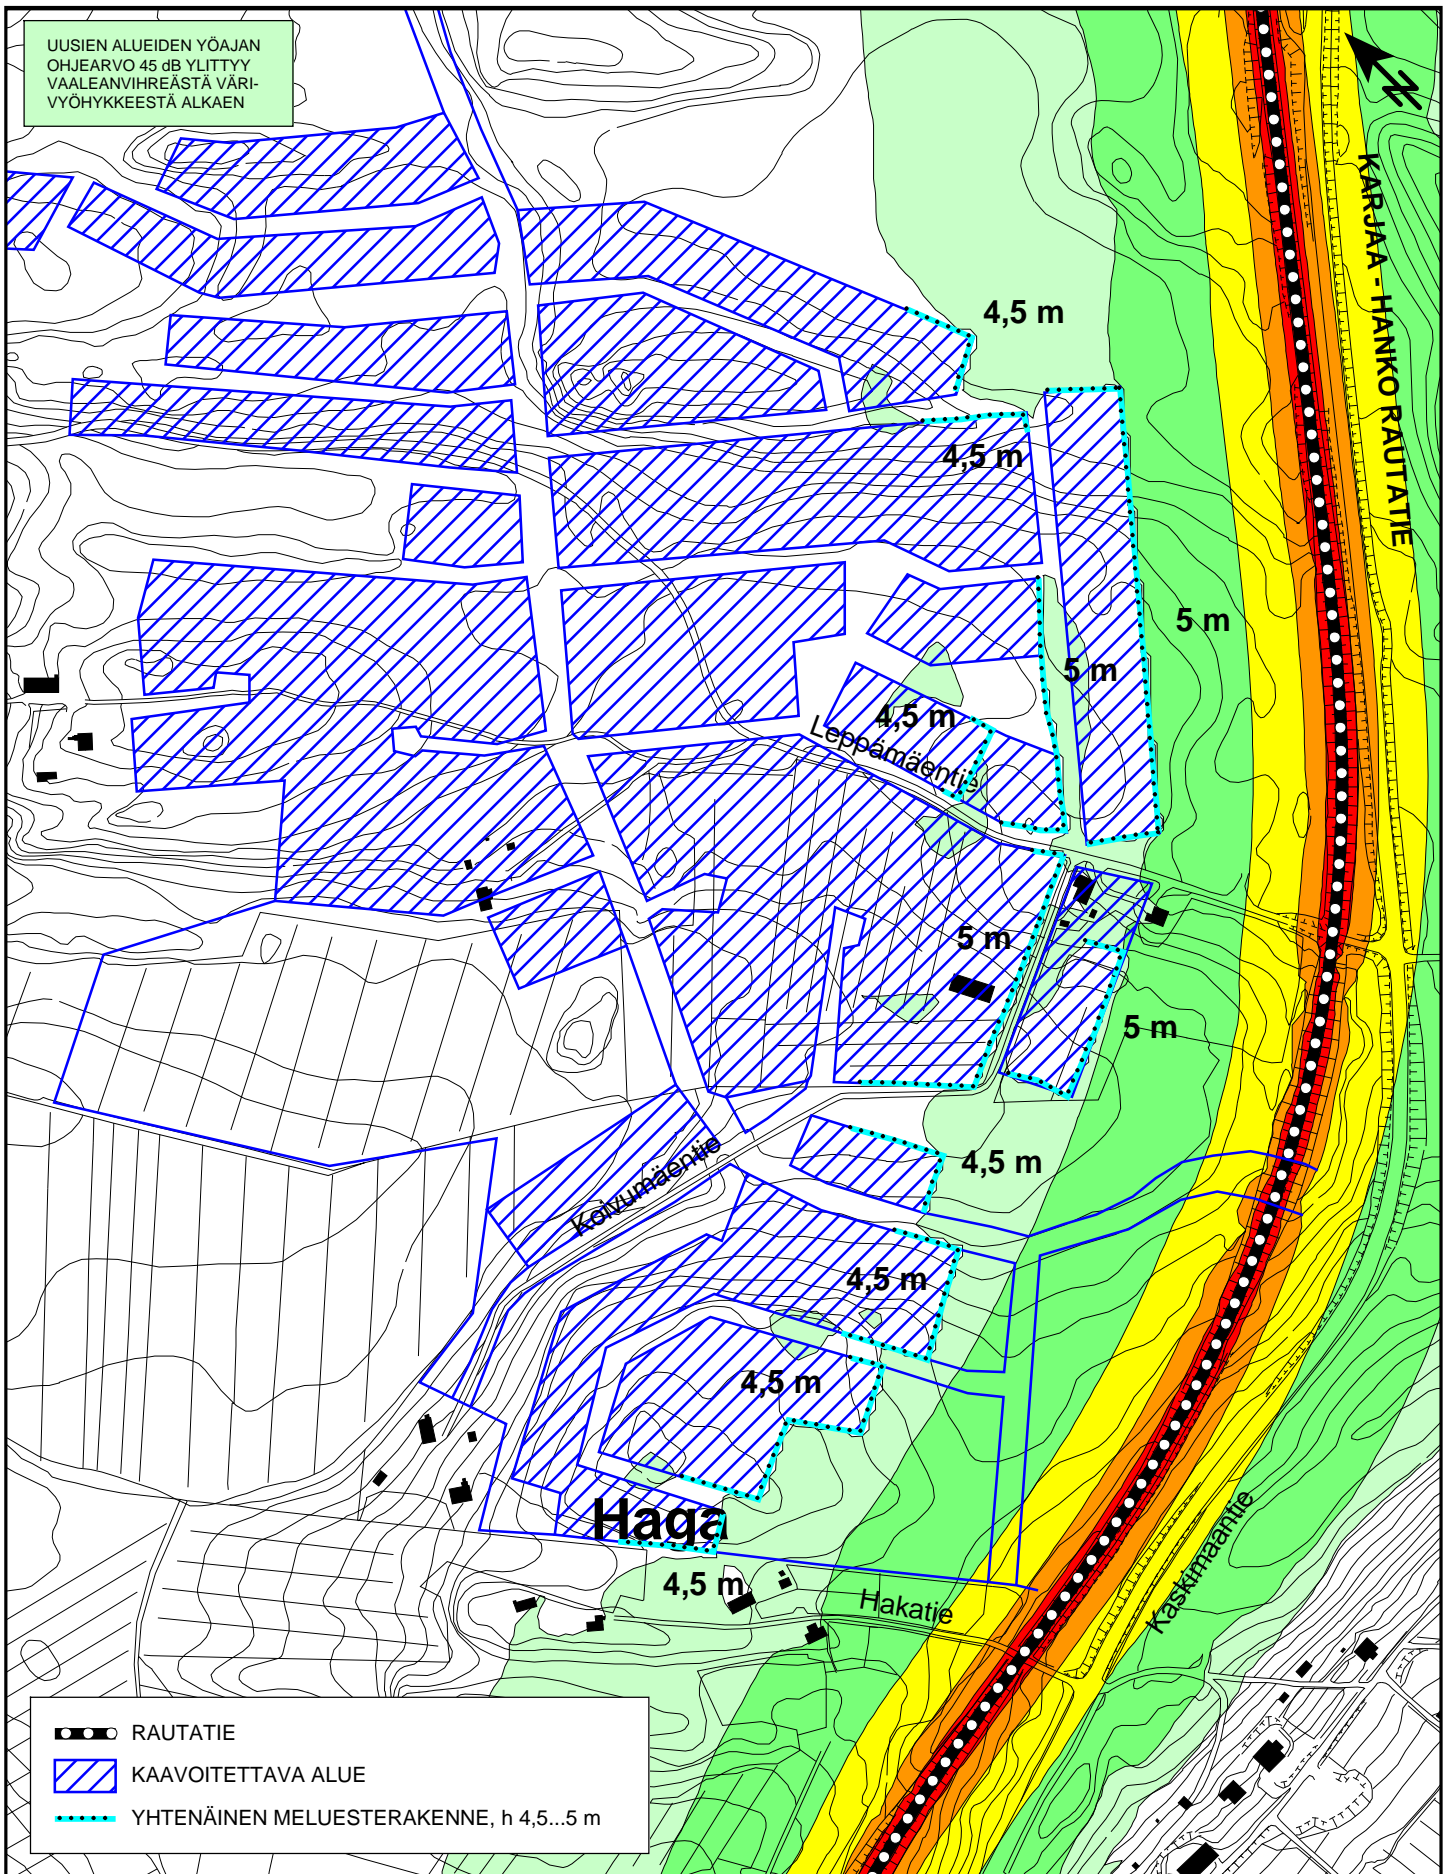 UUSIEN ALUEIDEN YÖAJAN
OHJEARVO 45 dB YLITTYY
VAALEANVIHREÄSTÄ VÄRI-
VYÖHYKKEESTÄ ALKAEN
N
KARJAA - HANKO RAUTATIE
4,5 m
4,5 m
5 m
5 m
4,5 m
Leppämäentie
5 m
5 m
4,5 m
Koivumäentie
4,5 m
4,5 m
Haga
4,5 m
Hakatie
Kaskimaantie
RAUTATIE
KAAVOITETTAVA ALUE
YHTENÄINEN MELUESTERAKENNE, h 4,5...5 m